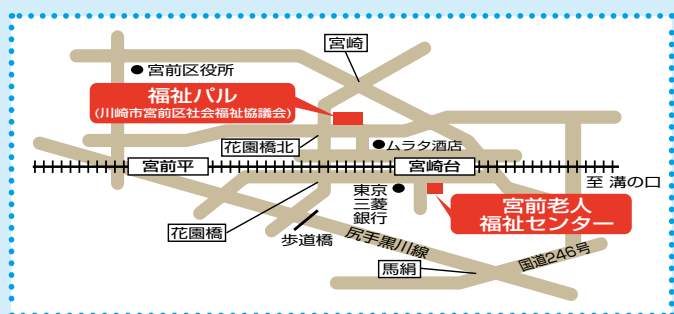 宮崎
宮前区役所
福祉パル
(川崎市宮前区社会福祉協議会)
花園橋北
ムラタ酒店
宮前平
宮崎台
至 溝の口
東京
三菱
銀行
宮前老人
福祉センター
花園橋
歩道橋
尻手黒川線
国道246号
馬絹